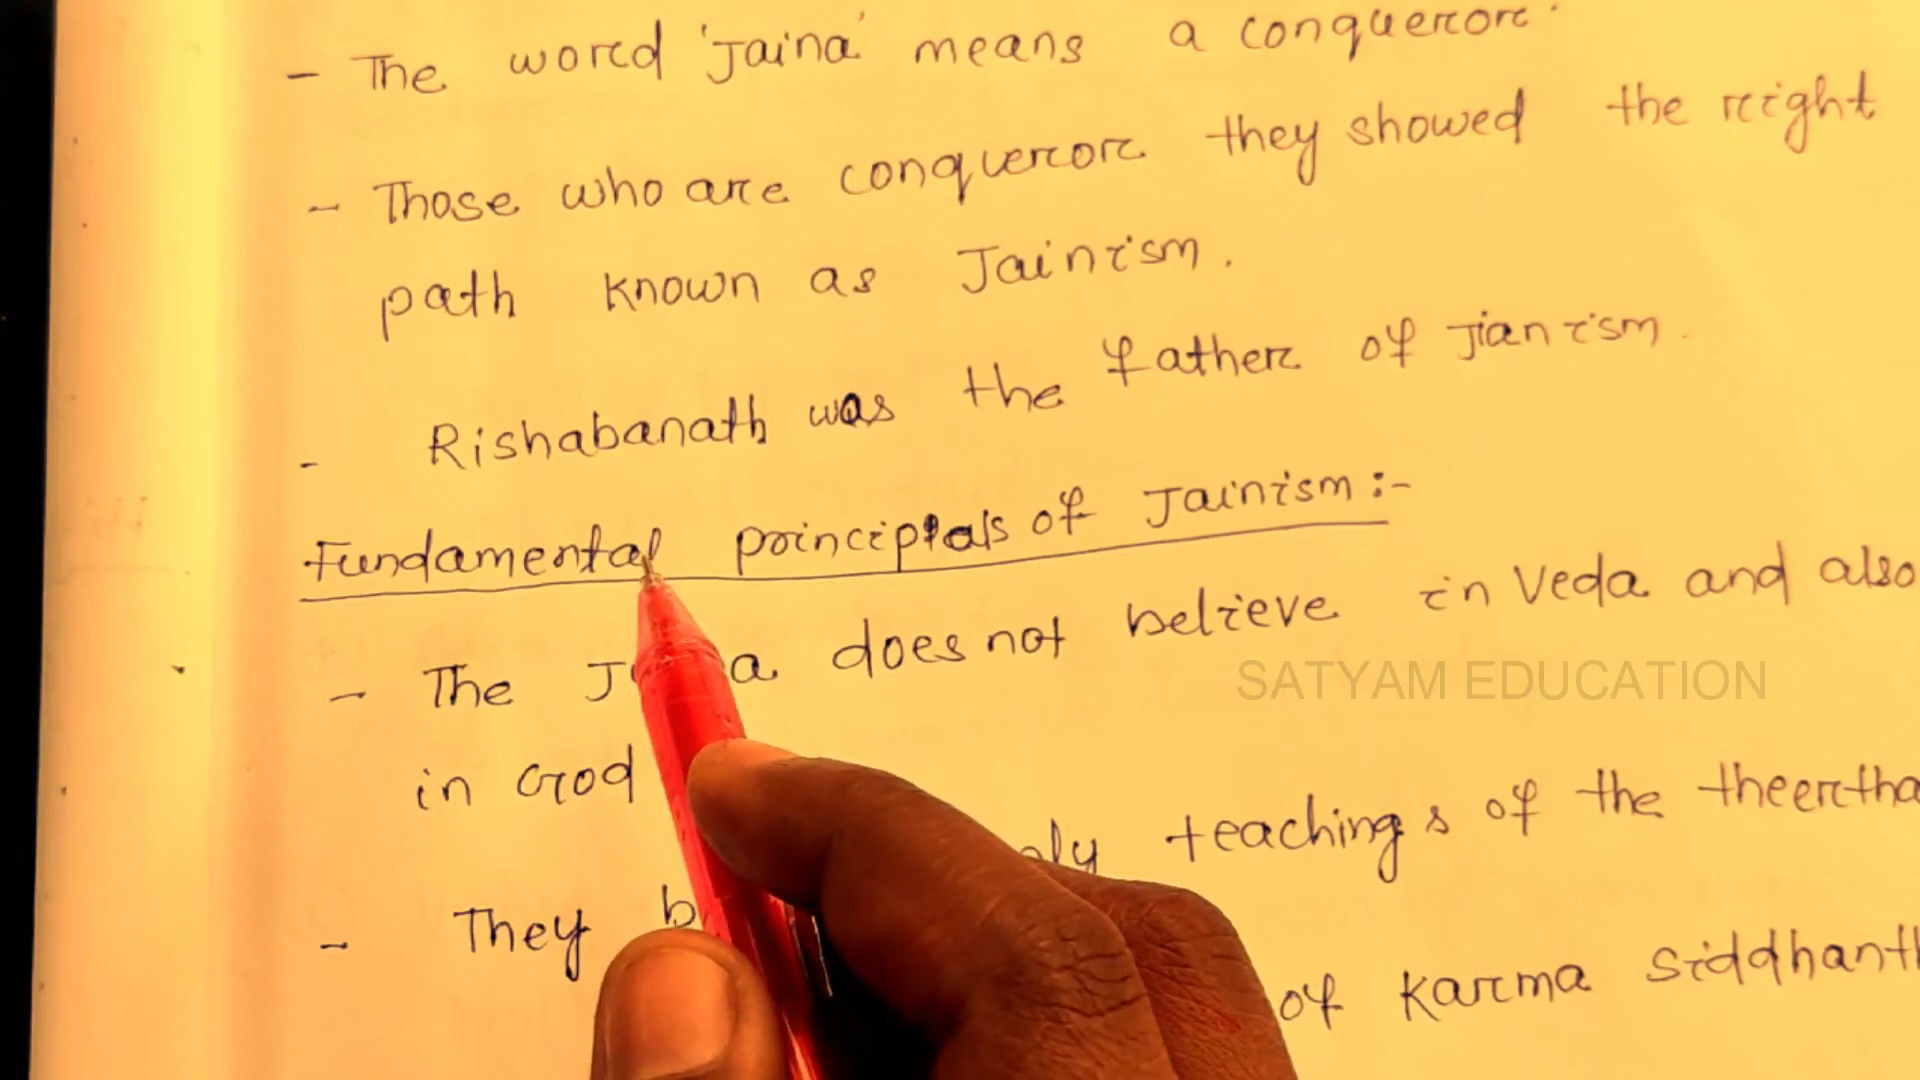 - The word 'Jaina' means a conqueror.
- Those who are conqueror they showed the right
path known as Jainism.
- Rishabanath was the father of Jianism.
Fundamental principals of Jainism :-
- The does not believe in Veda and also
in God teachings of the theertha
- They of Karma Siddhanth
SATYAM EDUCATION